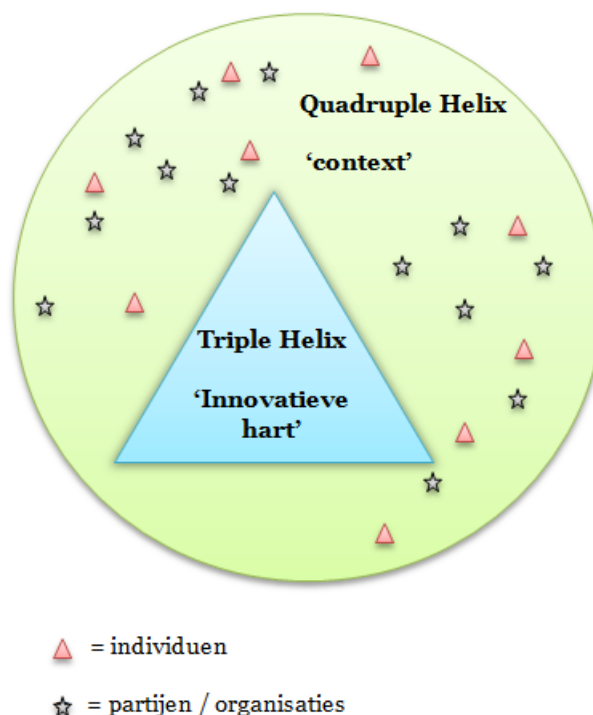 Quadruple Helix
‘context’
Triple Helix
‘Innovatieve
hart’
= individuen
= partijen / organisaties